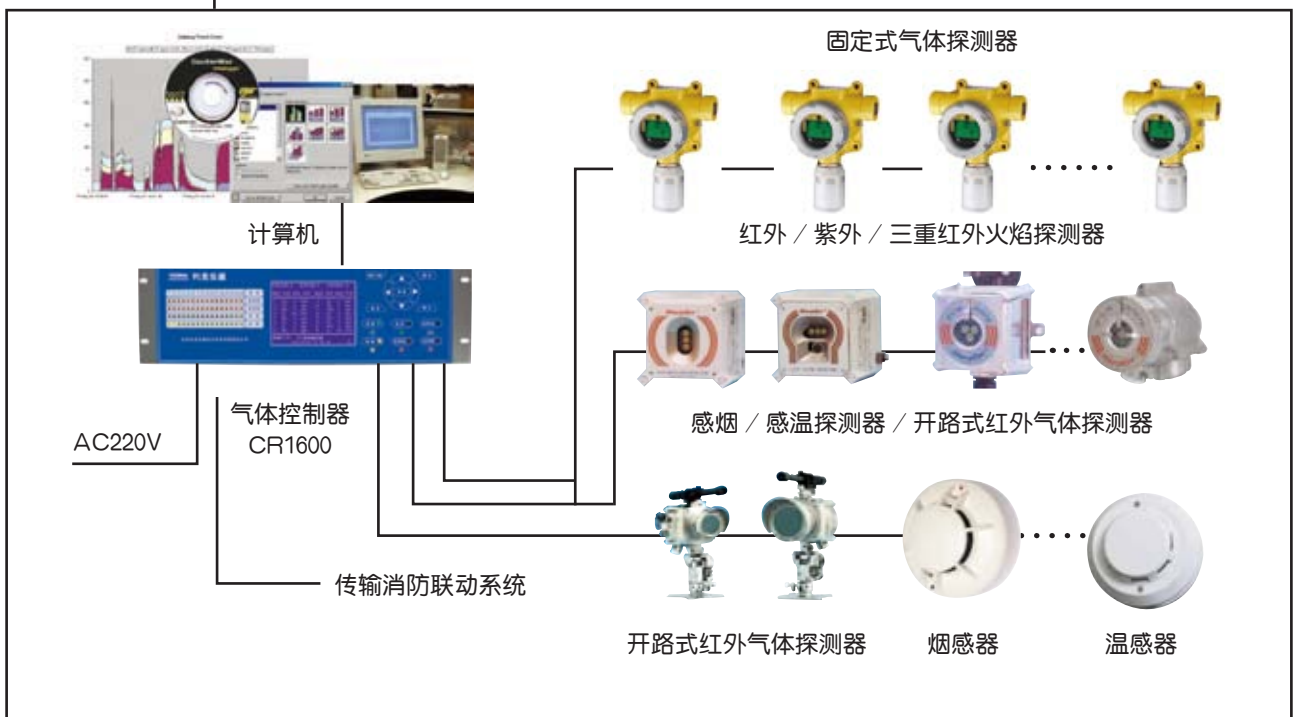 固定式气体探测器
计算机
红外 / 紫外 / 三重红外火焰探测器
气体控制器
CR1600
AC220V
感烟 / 感温探测器 / 开路式红外气体探测器
传输消防联动系统
开路式红外气体探测器
烟感器
温感器